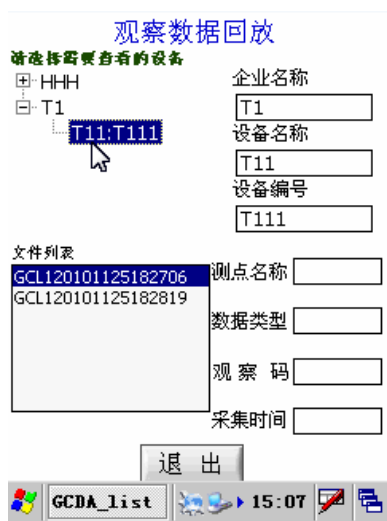 观察数据回放
请选择需要查看的设备
HHH
T1
T11:T111
企业名称
T1
设备名称
T11
设备编号
T111
文件列表
GCL120101125182706
GCL120101125182819
测点名称
数据类型
观 察 码
采集时间
退 出
GCDA_list 15:07